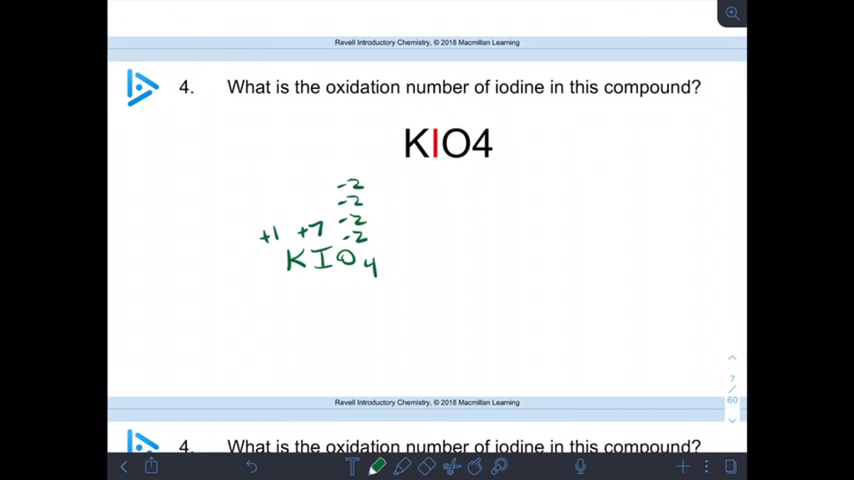 Revell Introductory Chemistry, © 2018 Macmillan Learning
4. What is the oxidation number of iodine in this compound?
KIO4
-2
-2
-2
+1 +7 -2
KIO4
7
/
60
Revell Introductory Chemistry, © 2018 Macmillan Learning
4. What is the oxidation number of iodine in this compound?
T